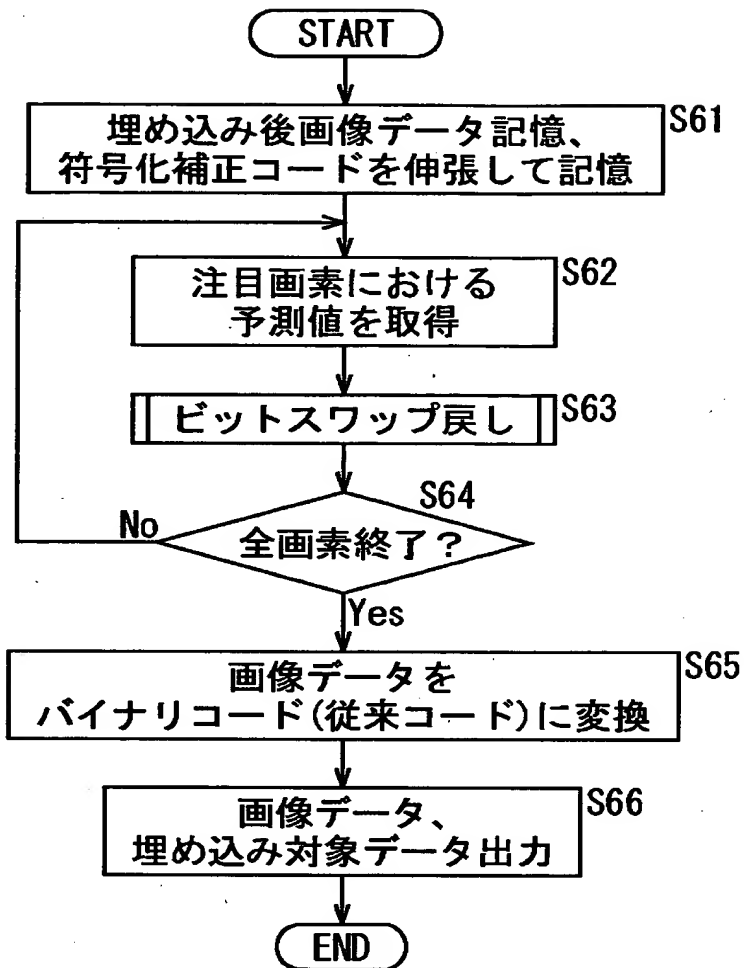 START
埋め込み後画像データ記憶、
符号化補正コードを伸張して記憶
S61
注目画素における
予測値を取得
S62
ビットスワップ戻し
S63
S64
全画素終了？
No
Yes
画像データを
バイナリコード(従来コード)に変換
S65
画像データ、
埋め込み対象データ出力
S66
END